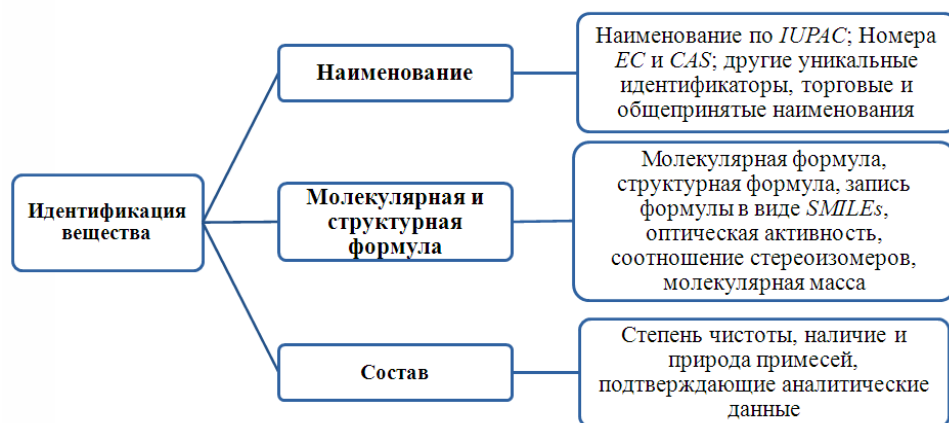 Идентификация
вещества
Наименование
Наименование по IUPAC; Номера
EC и CAS; другие уникальные
идентификаторы, торговые и
общепринятые наименования
Молекулярная и
структурная
формула
Молекулярная формула,
структурная формула, запись
формулы в виде SMILEs,
оптическая активность,
соотношение стереоизомеров,
молекулярная масса
Состав
Степень чистоты, наличие и
природа примесей,
подтверждающие аналитические
данные